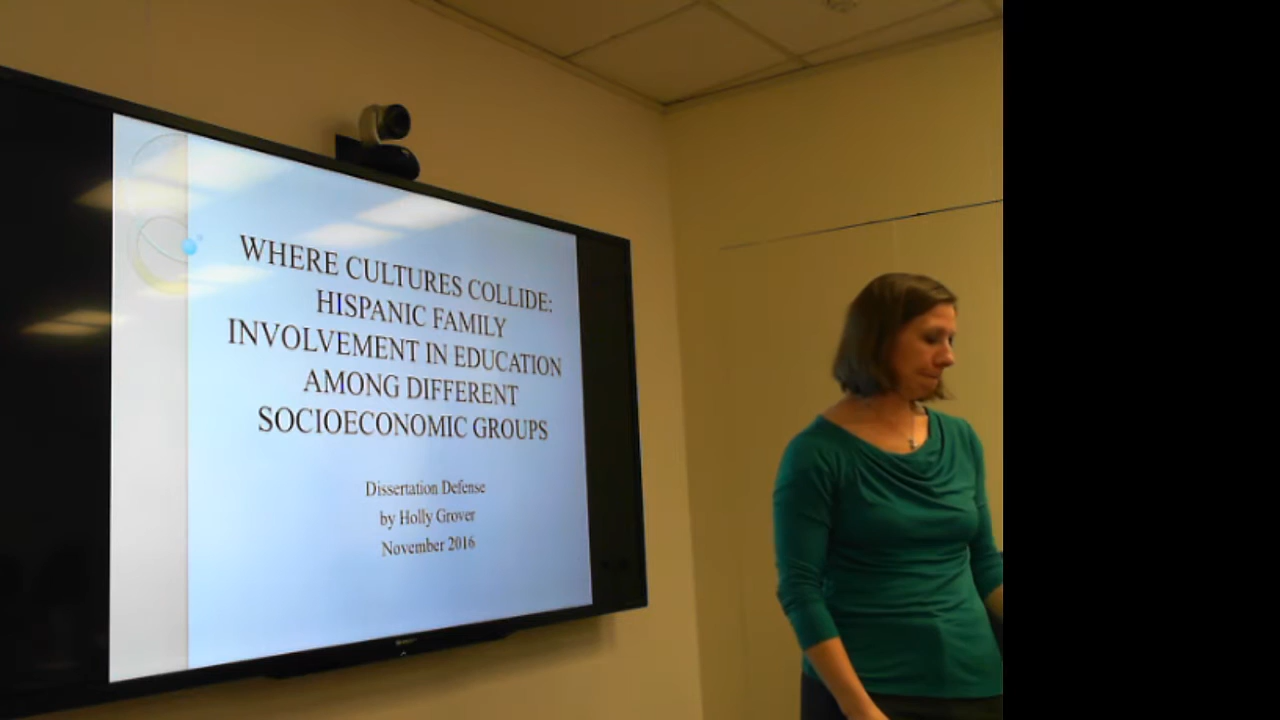 WHERE CULTURES COLLIDE:
HISPANIC FAMILY
INVOLVEMENT IN EDUCATION
AMONG DIFFERENT
SOCIOECONOMIC GROUPS
Dissertation Defense
by Holly Grover
November 2016